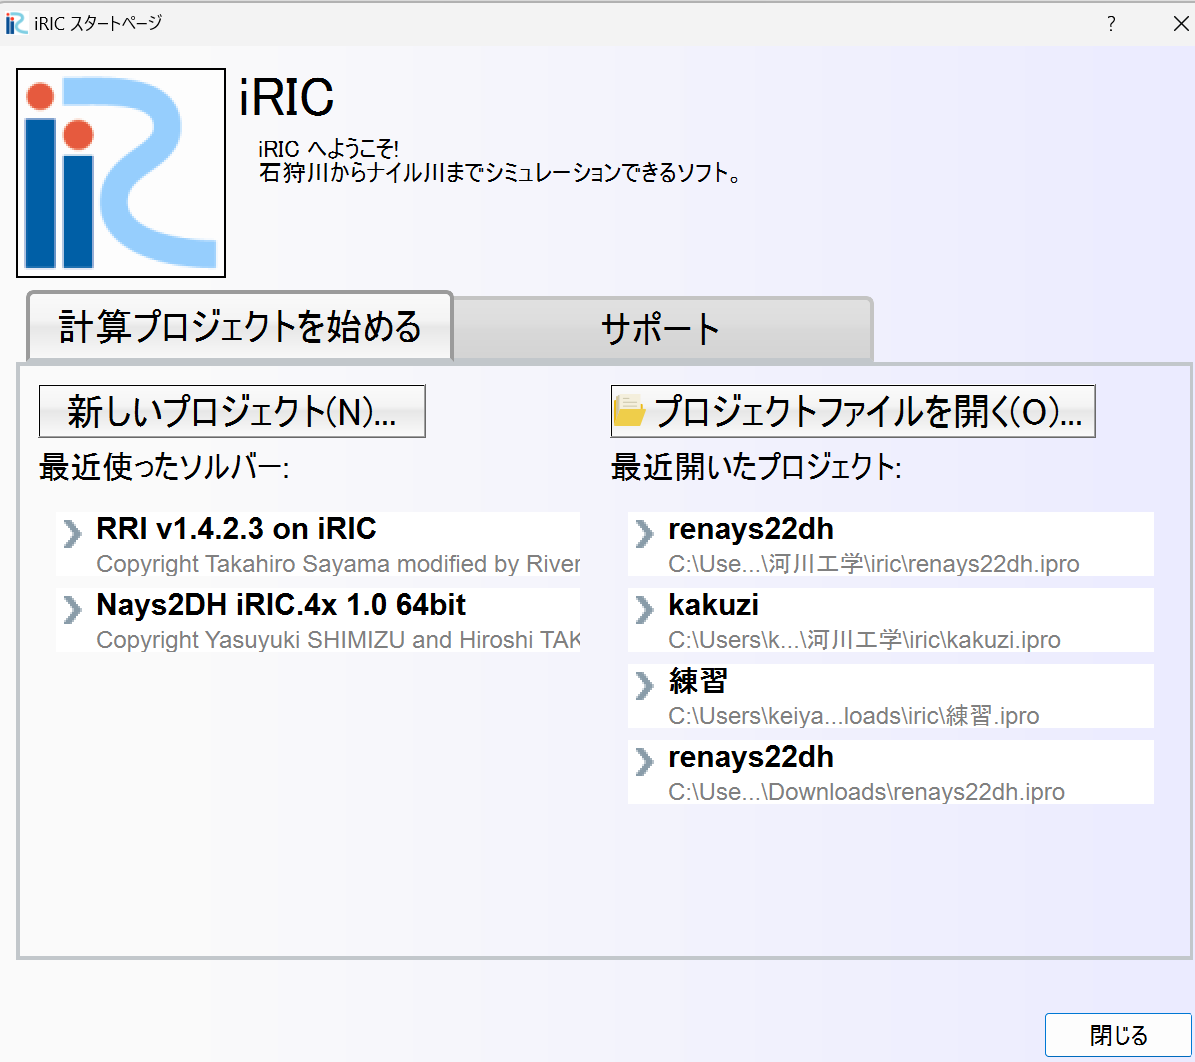 iRIC スタートページ
iRIC
iRIC へようこそ!
石狩川からナイル川までシミュレーションできるソフト。
計算プロジェクトを始める
サポート
新しいプロジェクト(N)...
最近使ったソルバー:
RRI v1.4.2.3 on iRIC
Copyright Takahiro Sayama modified by River
Nays2DH iRIC.4x 1.0 64bit
Copyright Yasuyuki SHIMIZU and Hiroshi TAK
プロジェクトファイルを開く(O)...
最近開いたプロジェクト:
renays22dh
C:\Use...\河川工学\iric\renays22dh.ipro
kakuzi
C:\Users\k...\河川工学\iric\kakuzi.ipro
練習
C:\Users\keiya...loads\iric\練習.ipro
renays22dh
C:\Use...\Downloads\renays22dh.ipro
閉じる